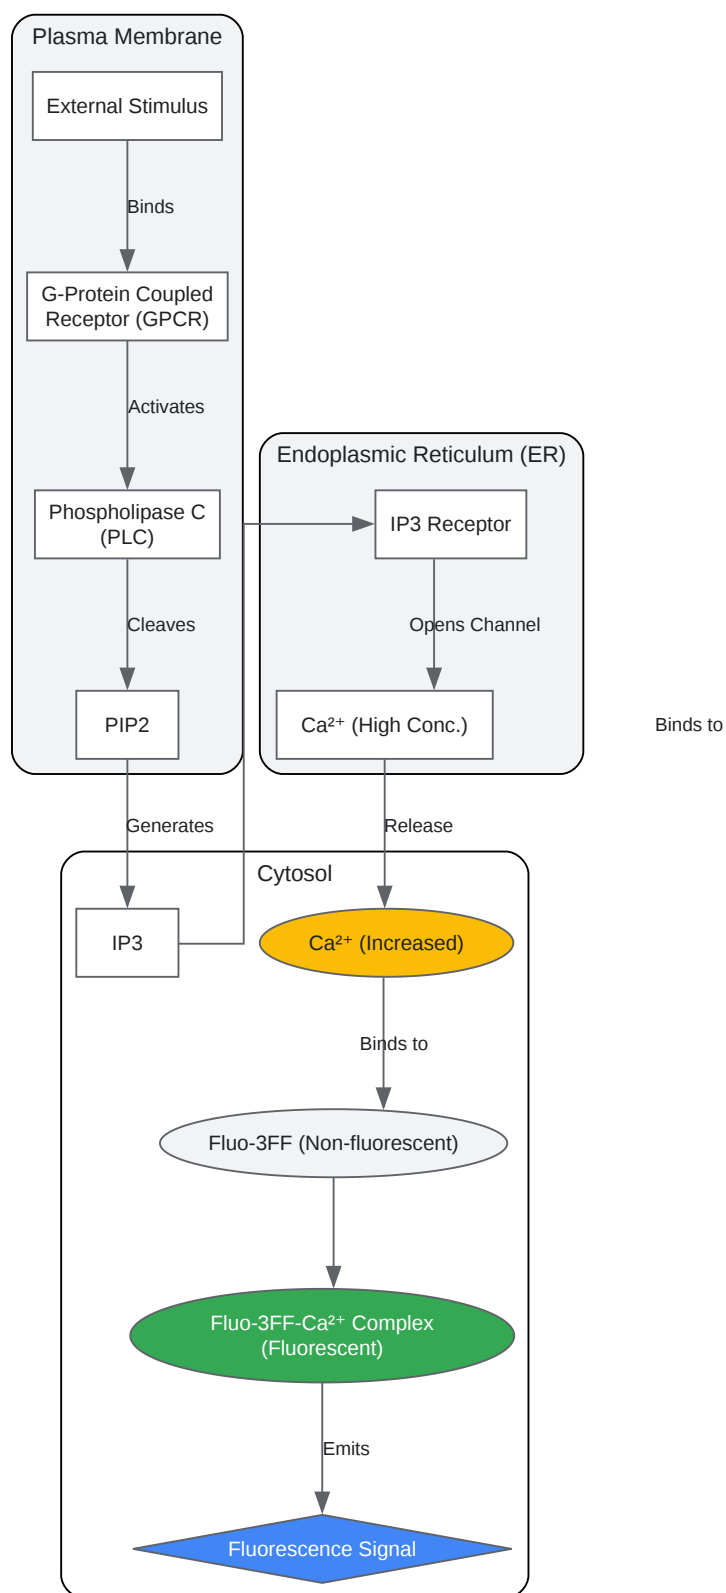 Plasma Membrane
External Stimulus
Binds
G-Protein Coupled
Receptor (GPCR)
Activates
Endoplasmic Reticulum (ER)
Phospholipase C
(PLC)
IP3 Receptor
Cleaves
Opens Channel
PIP2
Ca²⁺ (High Conc.)
Binds to
Generates
Release
Cytosol
IP3
Ca²⁺ (Increased)
Binds to
Fluo-3FF (Non-fluorescent)
Fluo-3FF-Ca²⁺ Complex
(Fluorescent)
Emits
Fluorescence Signal